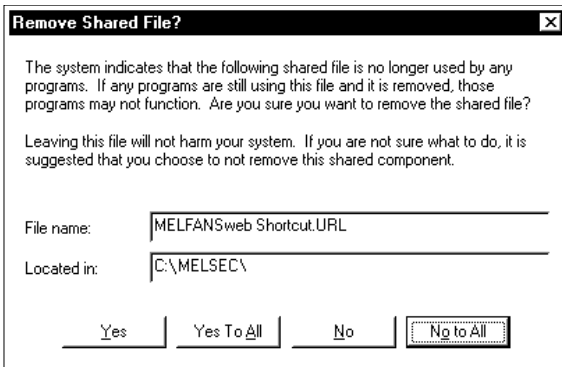 Remove Shared File?
The system indicates that the following shared file is no longer used by any
programs. If any programs are still using this file and it is removed, those
programs may not function. Are you sure you want to remove the shared file?
Leaving this file will not harm your system. If you are not sure what to do, it is
suggested that you choose to not remove this shared component.
File name: MELFANSweb Shortcut.URL
Located in: C:\MELSEC\
Yes Yes To All No No to All